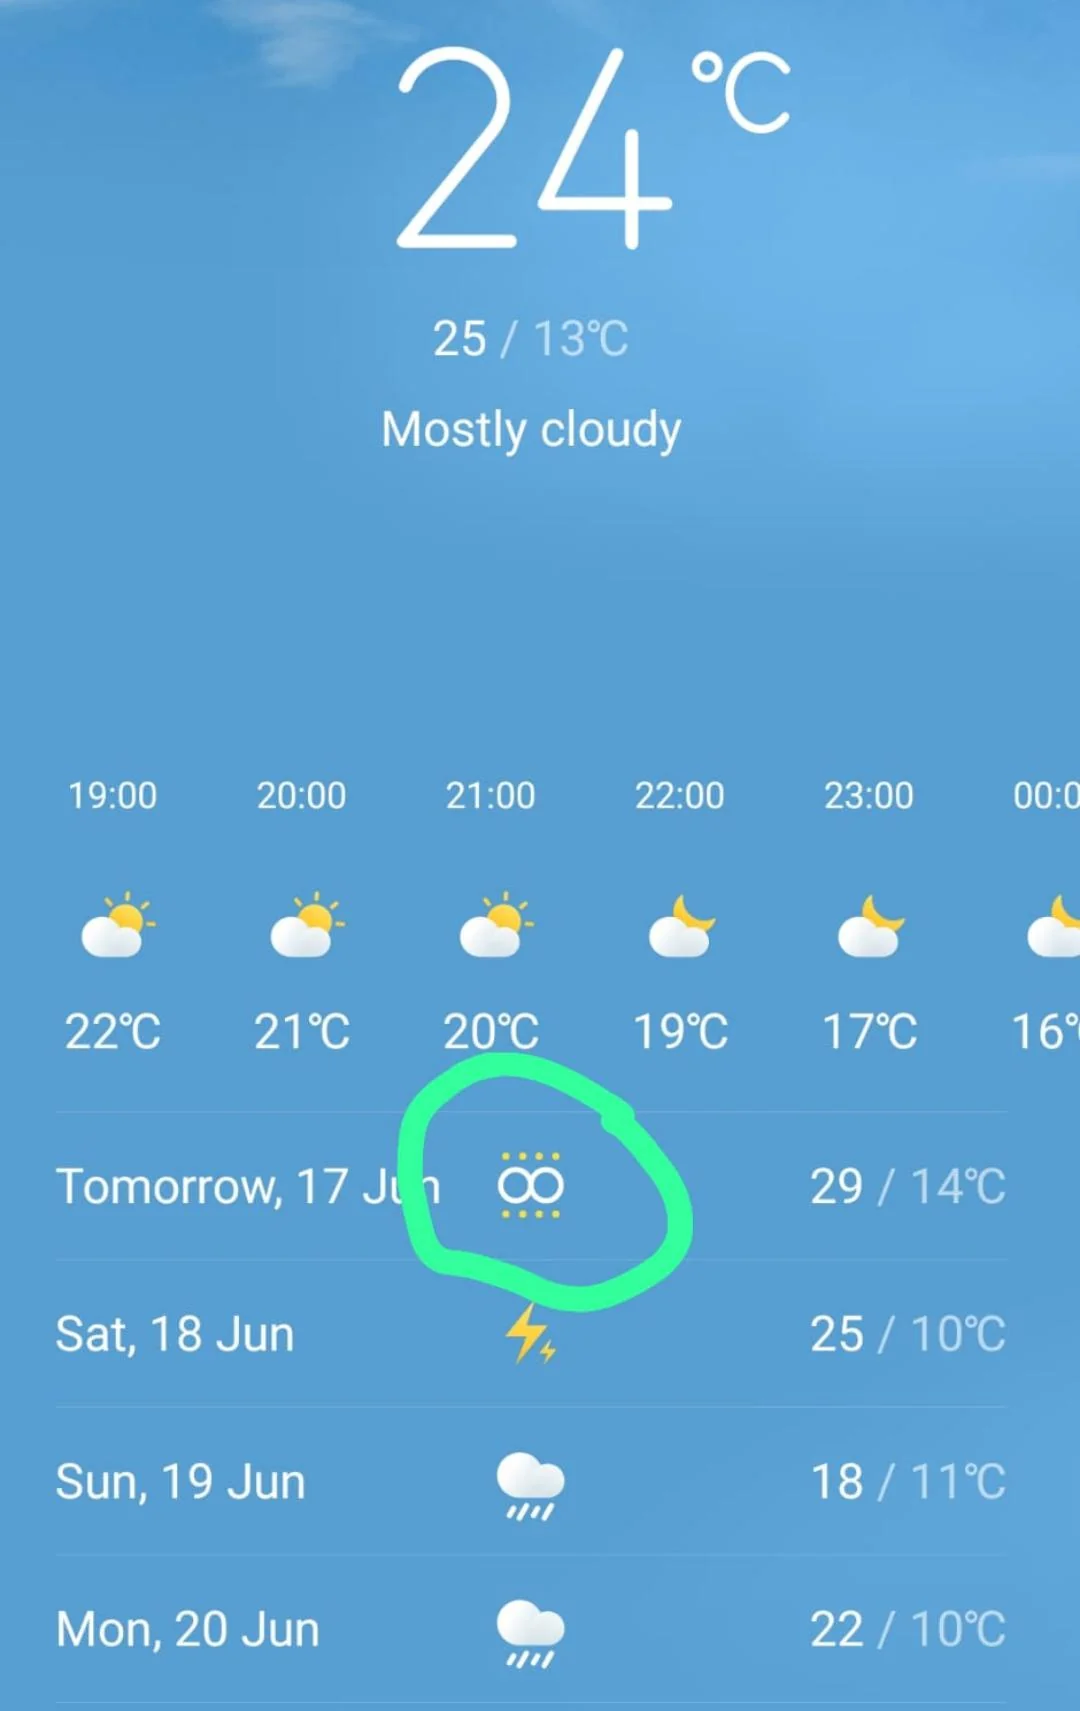 24°C
25 / 13℃
Mostly cloudy
19:00 20:00 21:00 22:00 23:00 00:0
22℃ 21℃ 20℃ 19℃ 17℃ 16°
Tomorrow, 17 Jun 29 / 14℃
Sat, 18 Jun 25 / 10℃
Sun, 19 Jun 18 / 11℃
Mon, 20 Jun 22 / 10℃